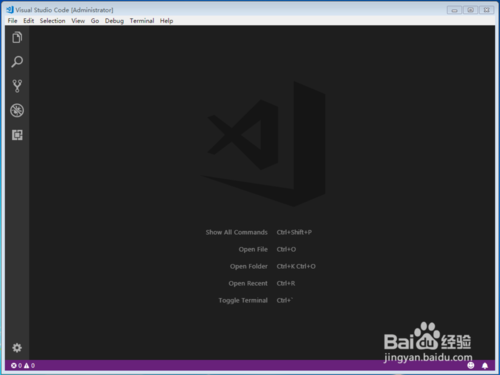 Visual Studio Code [Administrator]
File Edit Selection View Go Debug Terminal Help
Show All Commands Ctrl+Shift+P
Open File Ctrl+O
Open Folder Ctrl+K Ctrl+O
Open Recent Ctrl+R
Toggle Terminal Ctrl+`
Baidu 经验
jingyan.baidu.com
0 0